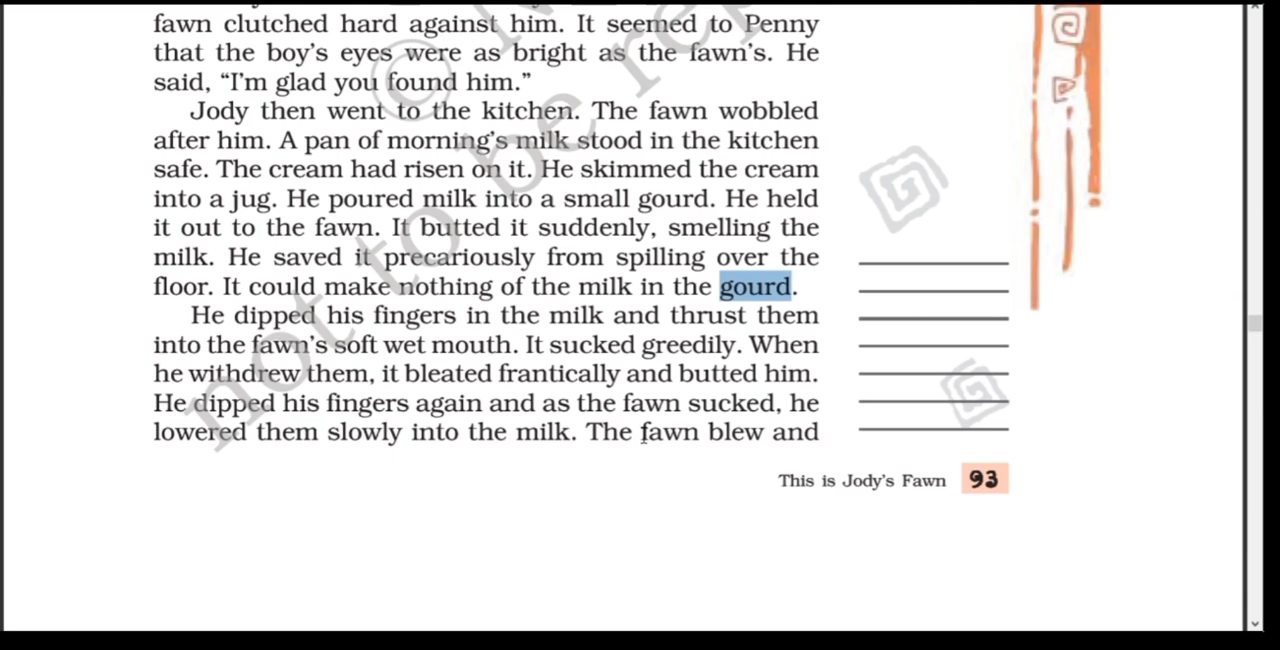 fawn clutched hard against him. It seemed to Penny
that the boy's eyes were as bright as the fawn's. He
said, “I'm glad you found him.”
Jody then went to the kitchen. The fawn wobbled
after him. A pan of morning's milk stood in the kitchen
safe. The cream had risen on it. He skimmed the cream
into a jug. He poured milk into a small gourd. He held
it out to the fawn. It butted it suddenly, smelling the
milk. He saved it precariously from spilling over the
floor. It could make nothing of the milk in the gourd.
He dipped his fingers in the milk and thrust them
into the fawn's soft wet mouth. It sucked greedily. When
he withdrew them, it bleated frantically and butted him.
He dipped his fingers again and as the fawn sucked, he
lowered them slowly into the milk. The fawn blew and
This is Jody's Fawn 93
not to be rep
©